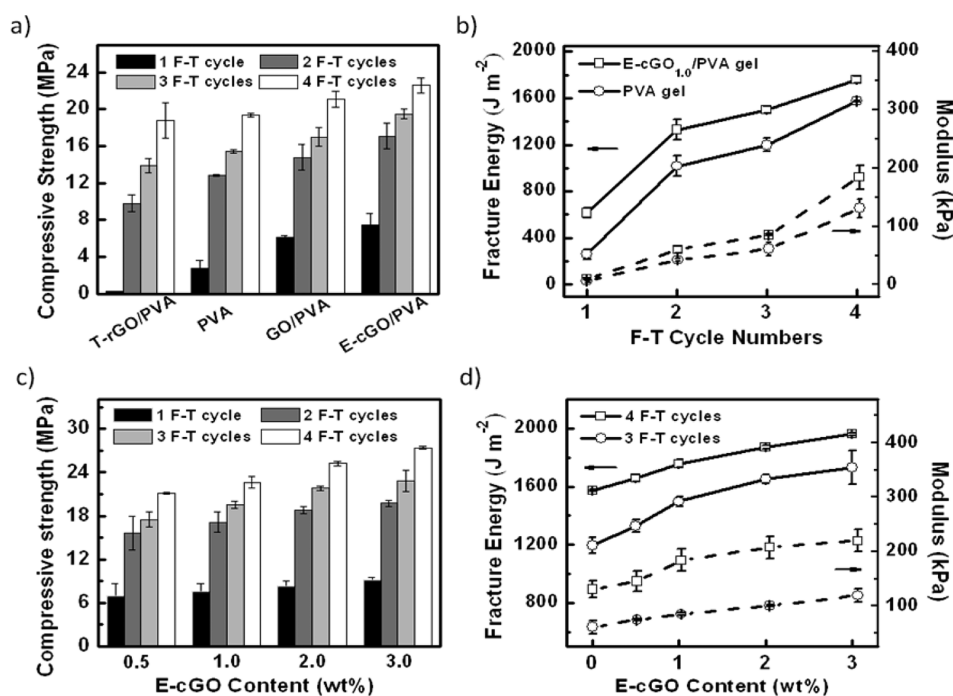 a)
Compressive Strength (MPa)
24
20
16
12
8
4
0
1 F-T cycle
2 F-T cycles
3 F-T cycles
4 F-T cycles
T-rGO/PVA
PVA
GO/PVA
E-cGO/PVA
b)
Fracture Energy (J m-2)
2000
1600
1200
800
400
0
E-cGO1.0/PVA gel
PVA gel
400
300
200
100
0
Modulus (kPa)
1
2
3
4
F-T Cycle Numbers
c)
Compressive strength (MPa)
33
27
21
15
9
6
1 F-T cycle
2 F-T cycles
3 F-T cycles
4 F-T cycles
0.5
1.0
2.0
3.0
E-cGO Content (wt%)
d)
Fracture Energy (J m-2)
2000
1600
1200
800
4 F-T cycles
3 F-T cycles
400
300
200
100
Modulus (kPa)
0
1
2
3
E-cGO Content (wt%)